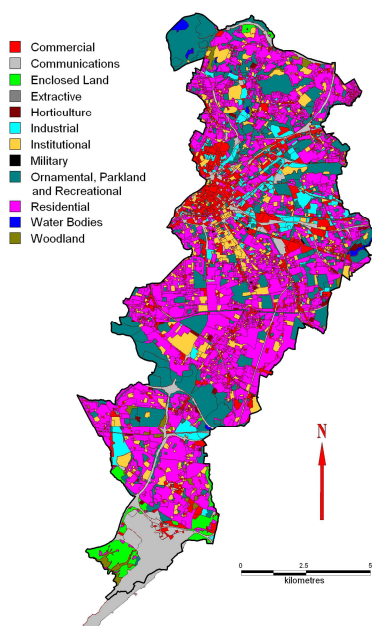 Commercial
Communications
Enclosed Land
Extractive
Horticulture
Industrial
Institutional
Military
Ornamental, Parkland
and Recreational
Residential
Water Bodies
Woodland
N
0 2.5 5
kilometres